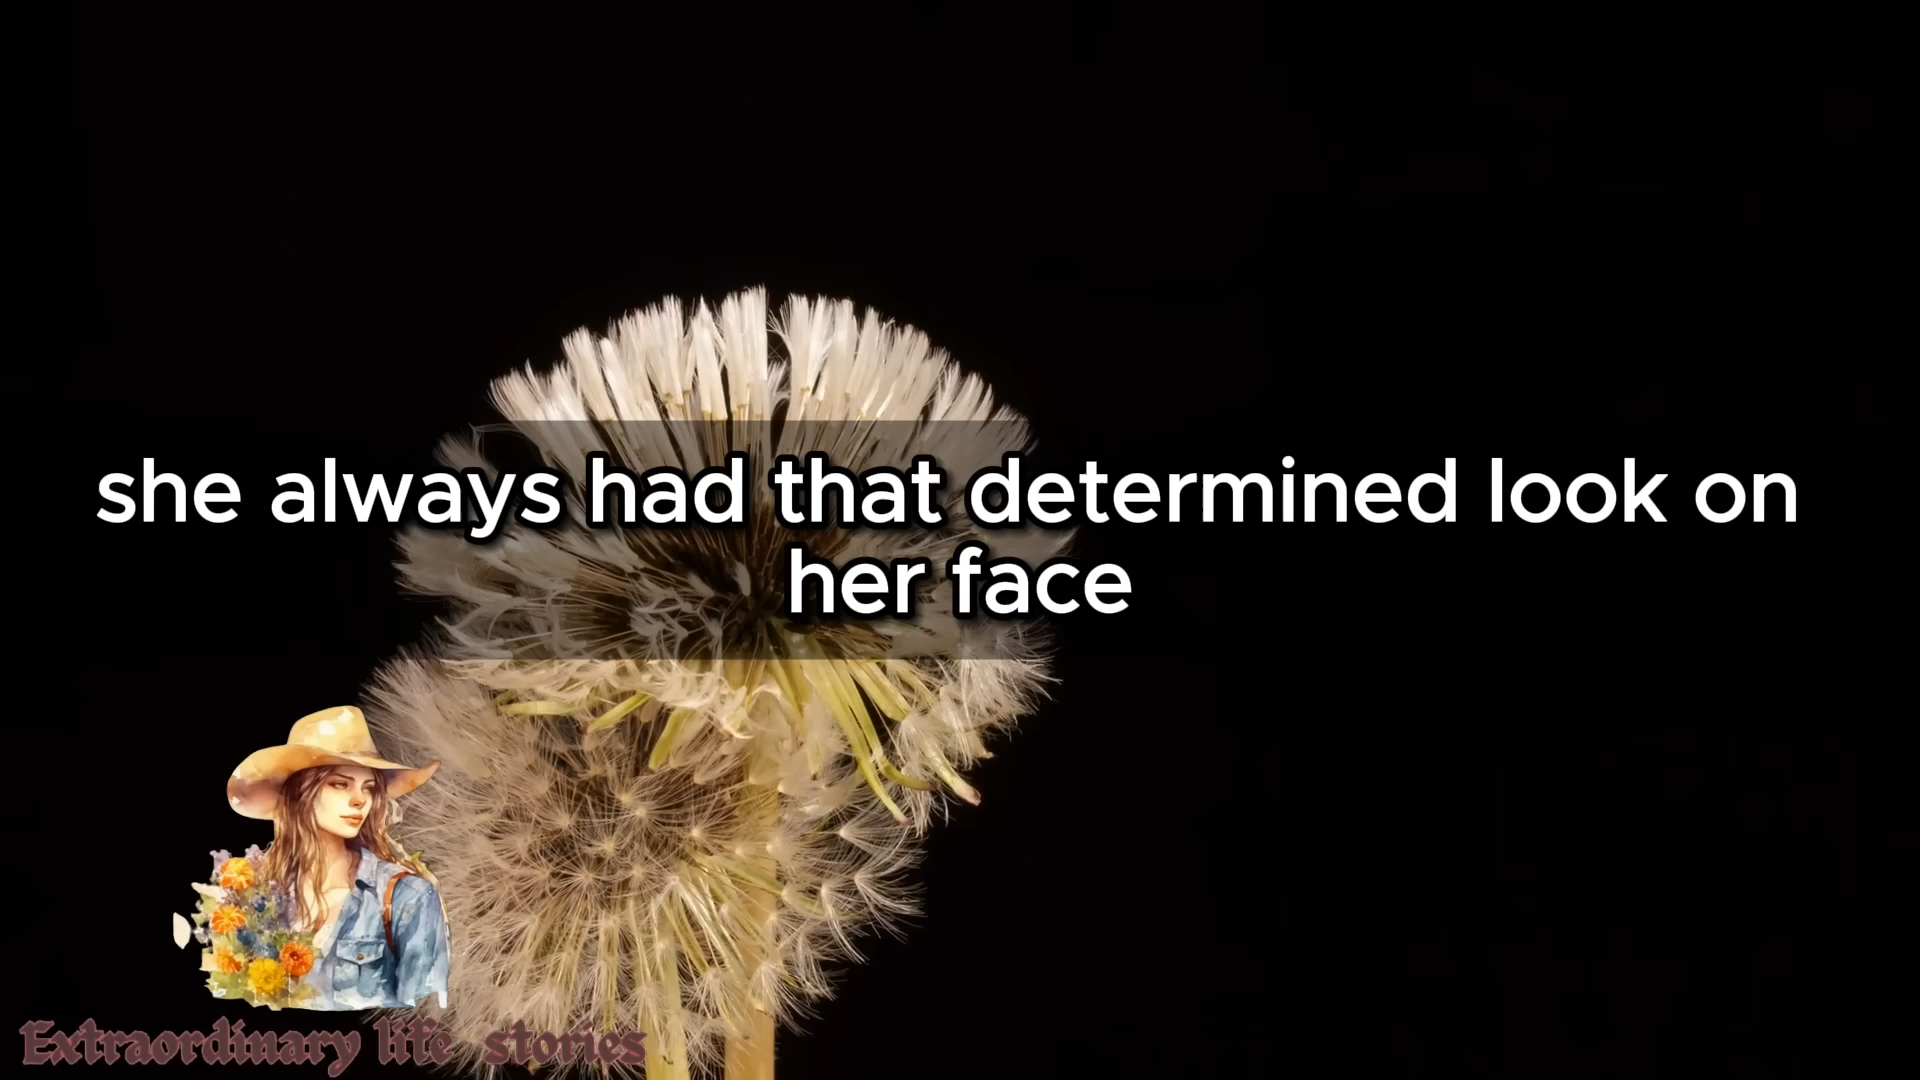 she always had that determined look on
her face
Extraordinary life stories